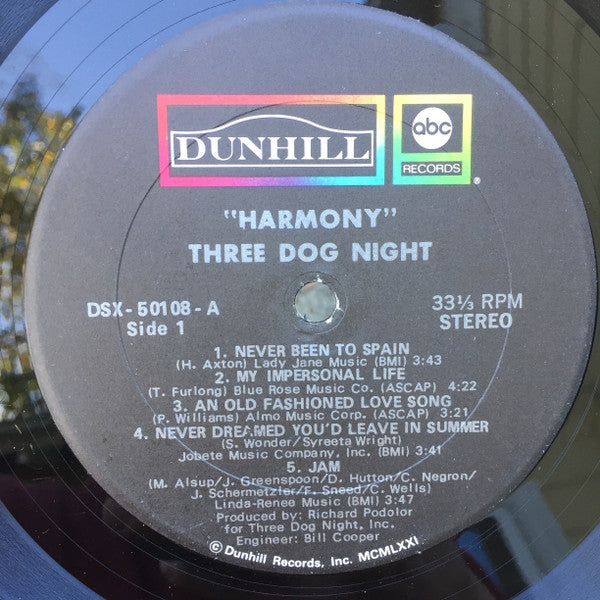 DUNHILL
abc
RECORDS
®
"HARMONY"
THREE DOG NIGHT
DSX-50108-A
Side 1
33⅓ RPM
STEREO
1. NEVER BEEN TO SPAIN
(H. Axton) Lady Jane Music (BMI) 3:43
2. MY IMPERSONAL LIFE
(T. Furlong) Blue Rose Music Co. (ASCAP) 4:22
3. AN OLD FASHIONED LOVE SONG
(P. Williams) Almo Music Corp. (ASCAP) 3:21
4. NEVER DREAMED YOU'D LEAVE IN SUMMER
(S. Wonder/Syreeta Wright)
Jobete Music Company, Inc. (BMI) 3:41
5. JAM
(M. Alsup/J. Greenspoon/D. Hutton/C. Negron/
J. Schermetzler/F. Sneed/C. Wells)
Linda-Renee Music (BMI) 3:47
Produced by: Richard Podolor
for Three Dog Night, Inc.
Engineer: Bill Cooper
© Dunhill Records, Inc. MCMLXXI